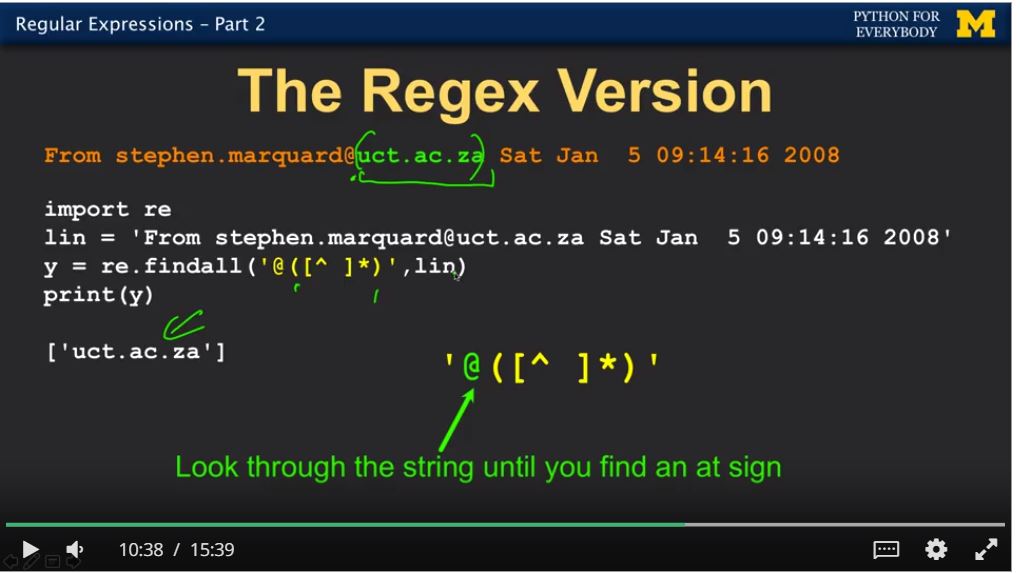 Regular Expressions – Part 2
PYTHON FOR
EVERYBODY
M
The Regex Version
From stephen.marquard@uct.ac.za Sat Jan  5 09:14:16 2008
import re
lin = 'From stephen.marquard@uct.ac.za Sat Jan  5 09:14:16 2008'
y = re.findall('@([^ ]*)',lin)
print(y)
['uct.ac.za']
'@([^ ]*)'
Look through the string until you find an at sign
10:38 / 15:39